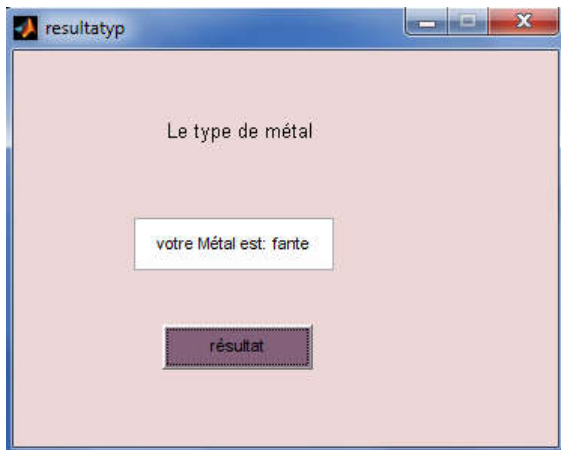 resultatyp
Le type de métal
votre Métal est: fante
résultat